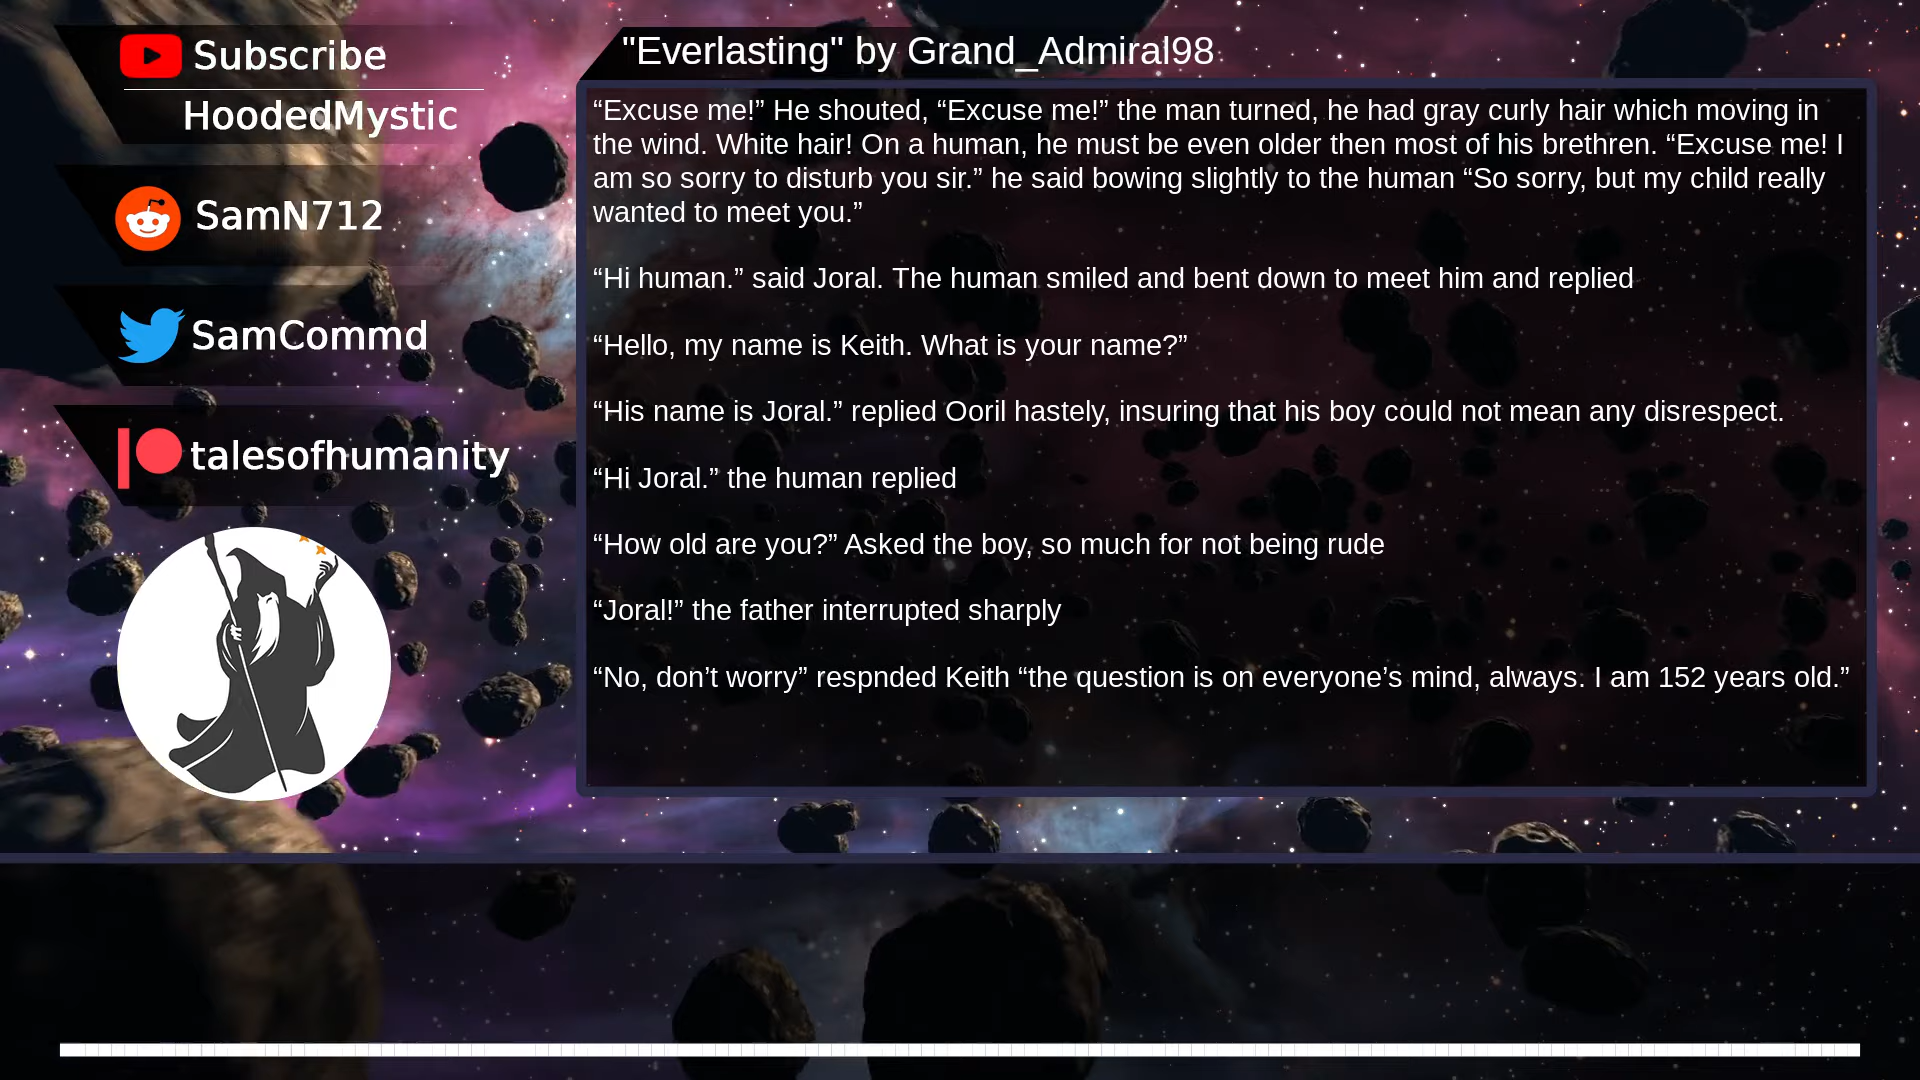 Subscribe
HoodedMystic
SamN712
SamCommd
talesofhumanity
"Everlasting" by Grand_Admiral98
“Excuse me!” He shouted, “Excuse me!” the man turned, he had gray curly hair which moving in
the wind. White hair! On a human, he must be even older then most of his brethren. “Excuse me! I
am so sorry to disturb you sir.” he said bowing slightly to the human “So sorry, but my child really
wanted to meet you.”
“Hi human.” said Joral. The human smiled and bent down to meet him and replied
“Hello, my name is Keith. What is your name?”
“His name is Joral.” replied Ooril hastely, insuring that his boy could not mean any disrespect.
“Hi Joral.” the human replied
“How old are you?” Asked the boy, so much for not being rude
“Joral!” the father interrupted sharply
“No, don’t worry” respnded Keith “the question is on everyone’s mind, always. I am 152 years old.”